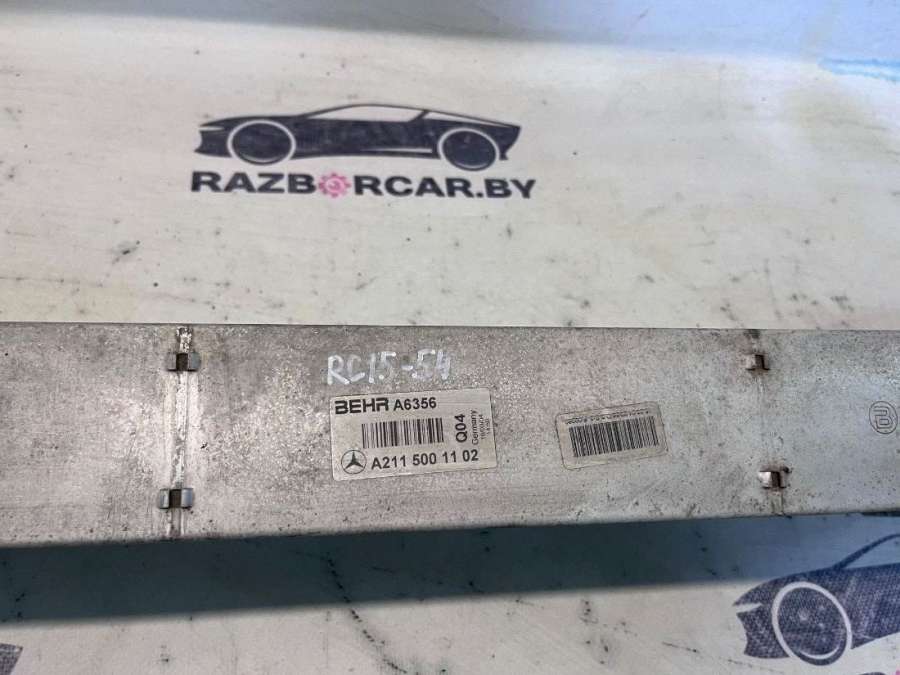 RAZBORCAR.BY
RC15-54
BEHR A6356
Q04
Germany
A211 500 11 02